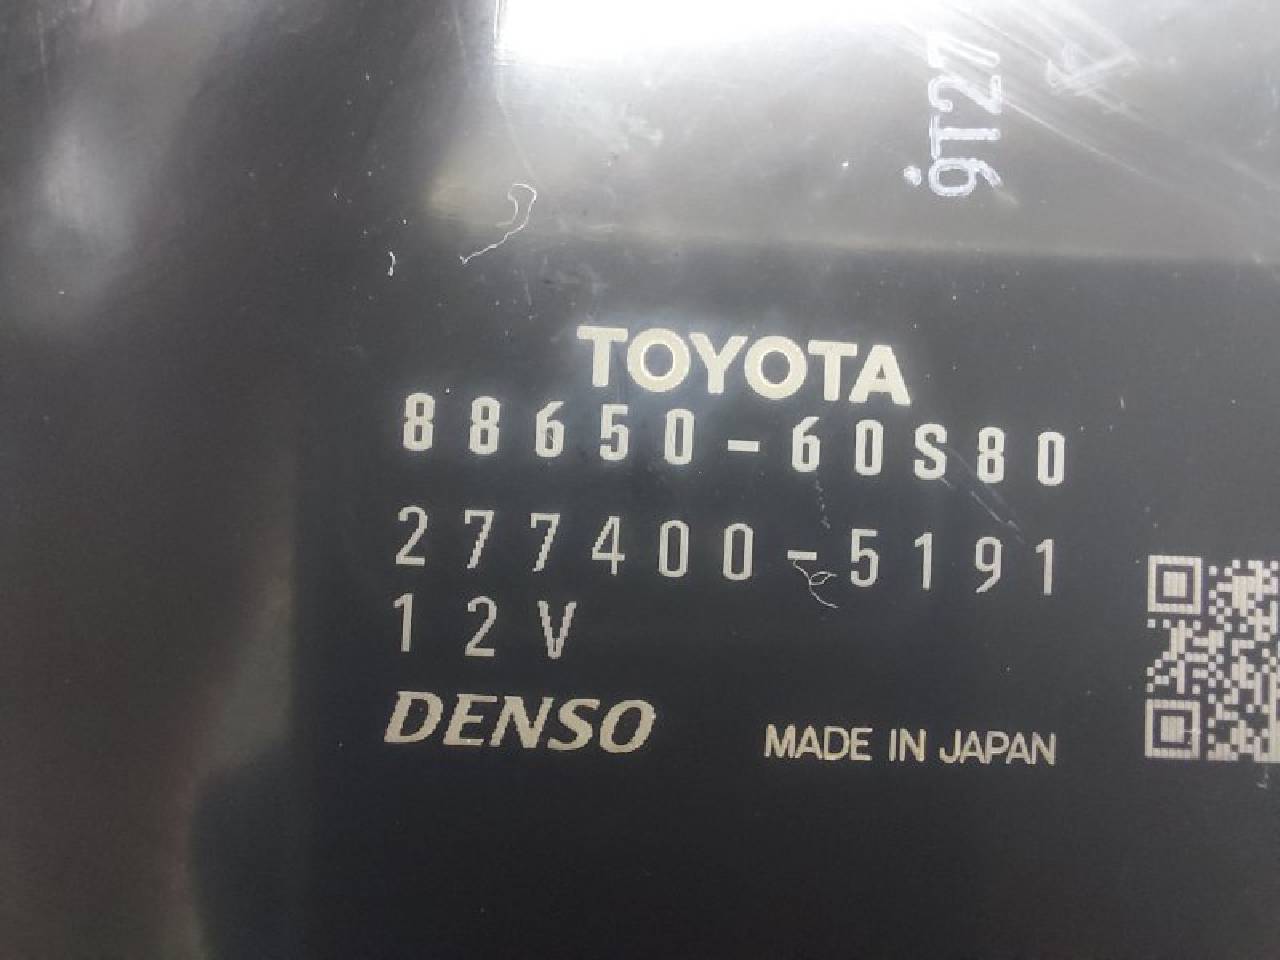 9T27
TOYOTA
88650-60S80
277400-5191
12V
DENSO
MADE IN JAPAN